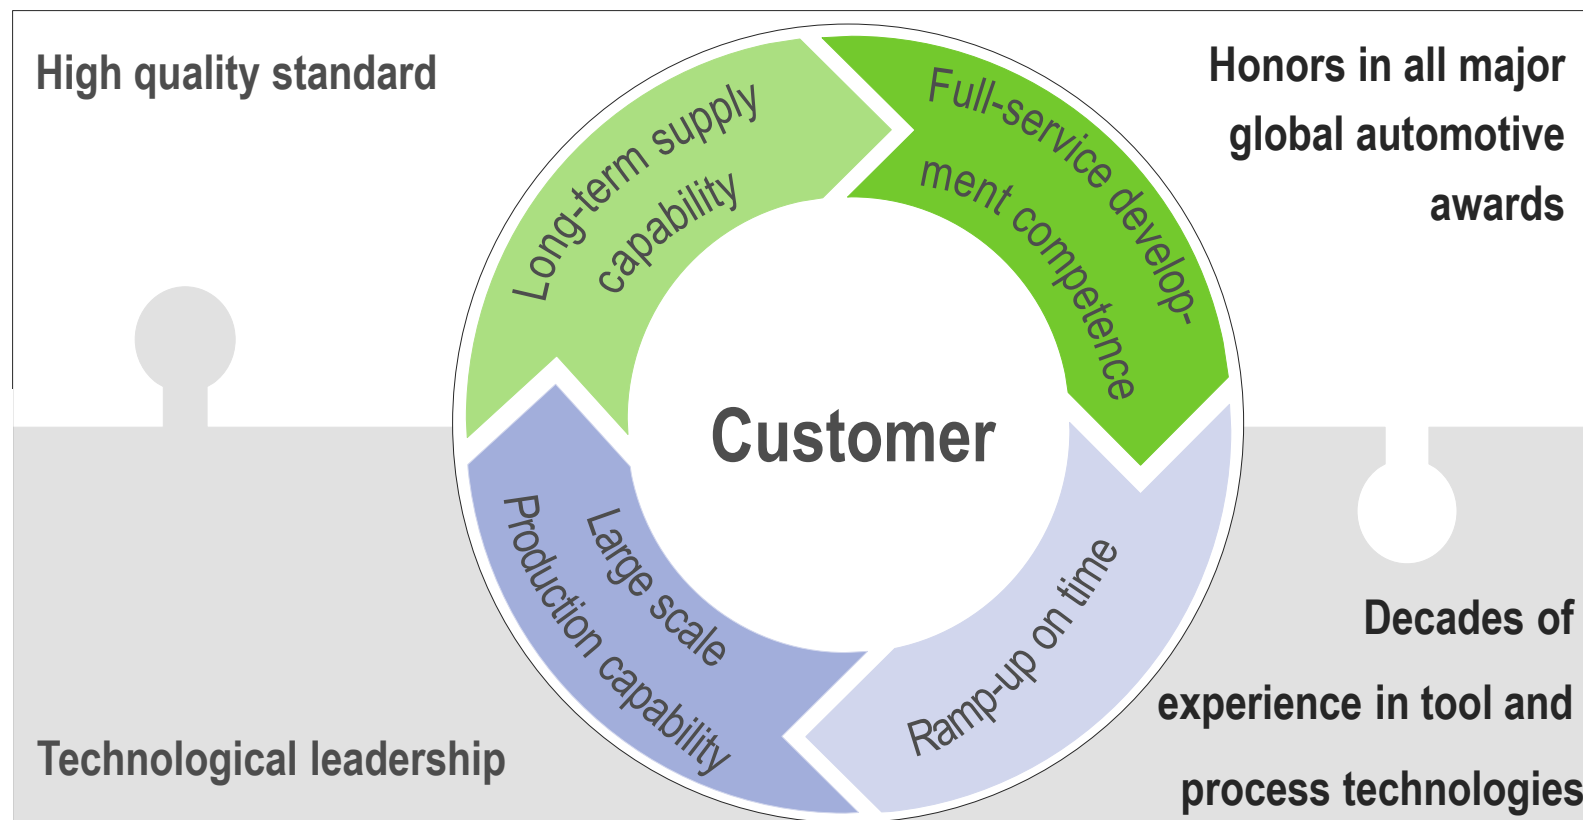 High quality standard
Honors in all major
global automotive
awards
Long-term supply
capability
Full-service develop-
ment competence
Customer
Large scale
Production capability
Ramp-up on time
Technological leadership
Decades of
experience in tool and
process technologies